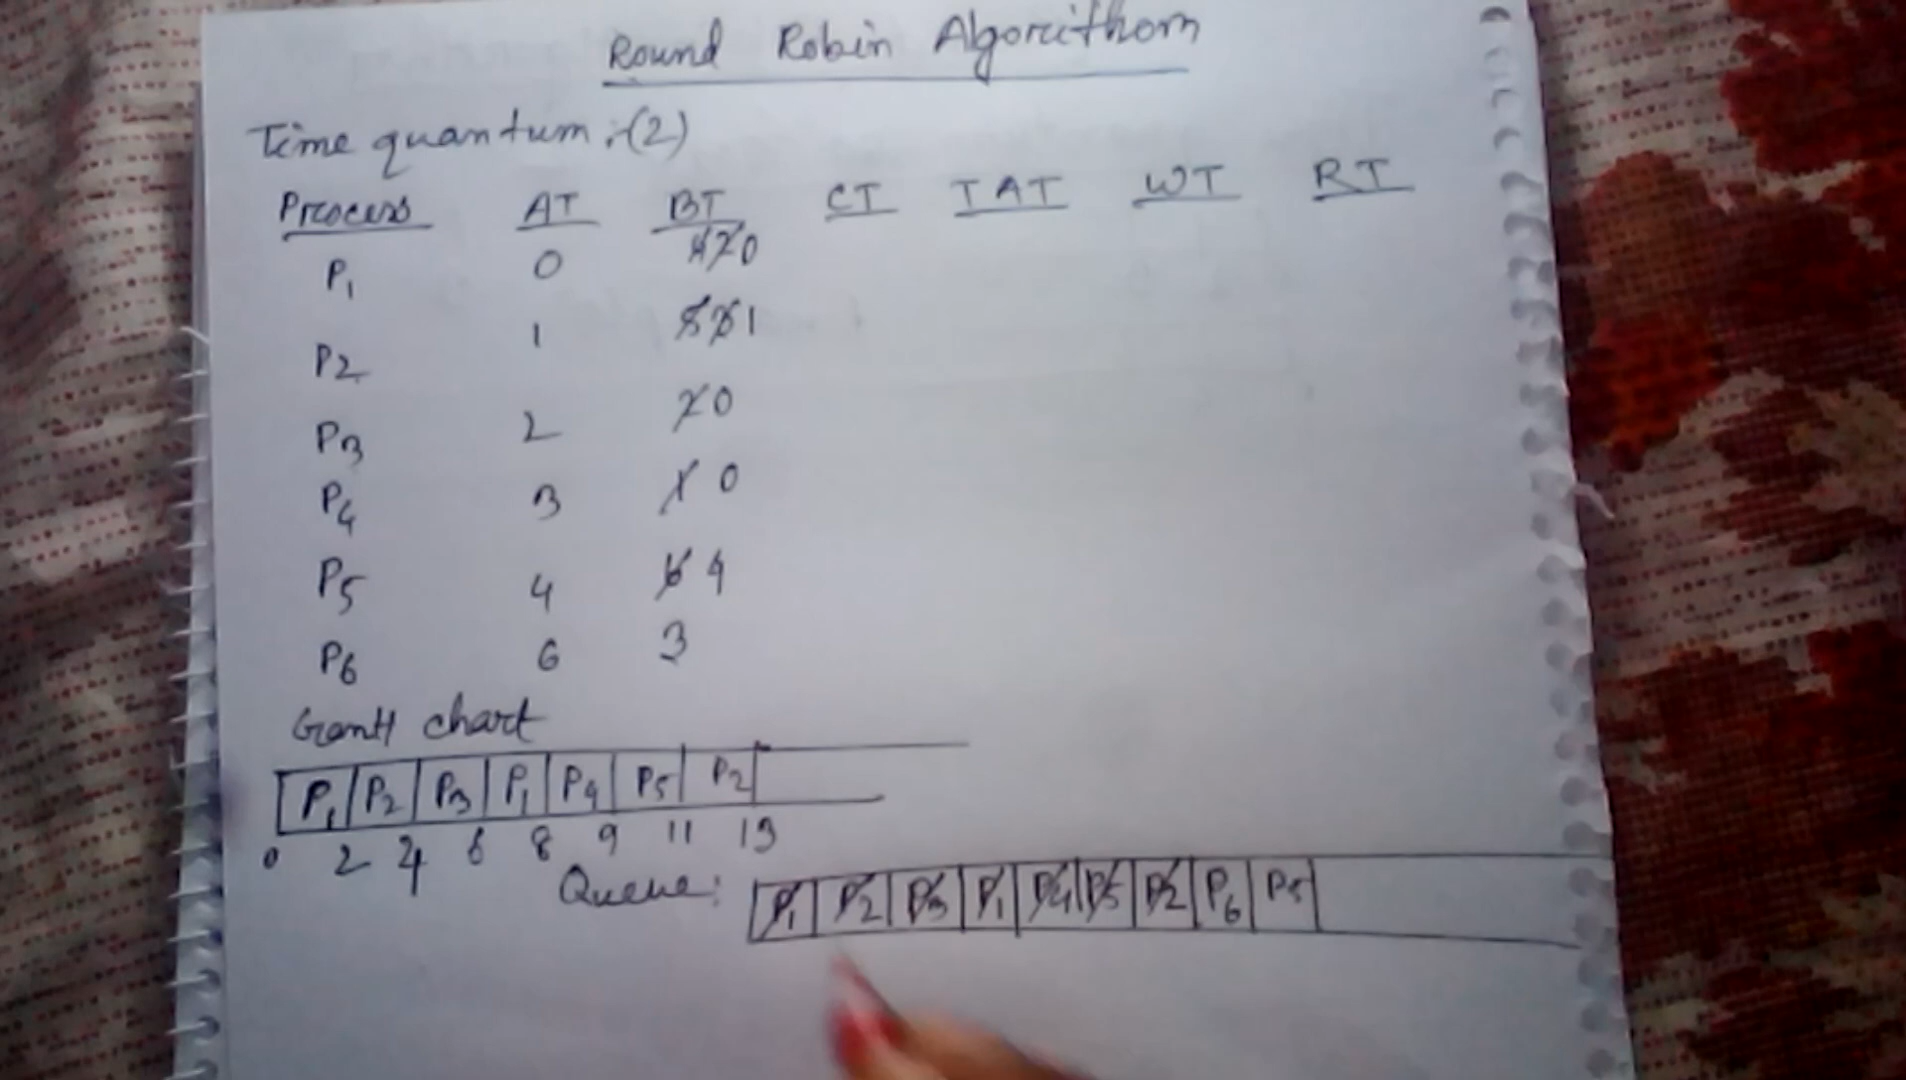 Round Robin Algorcithom
Time quantum :-(2)
Process AT BT CT TAT WT RT
P1 0 4 2 0
P2 1 5 3 1
P3 2 2 0
P4 3 1 0
P5 4 6 4
P6 6 3
Gantt chart
P1 P2 P3 P1 P4 P5 P2
0 2 4 6 8 9 11 13
Queue: P1 P2 P3 P1 P4 P5 P2 P6 P5